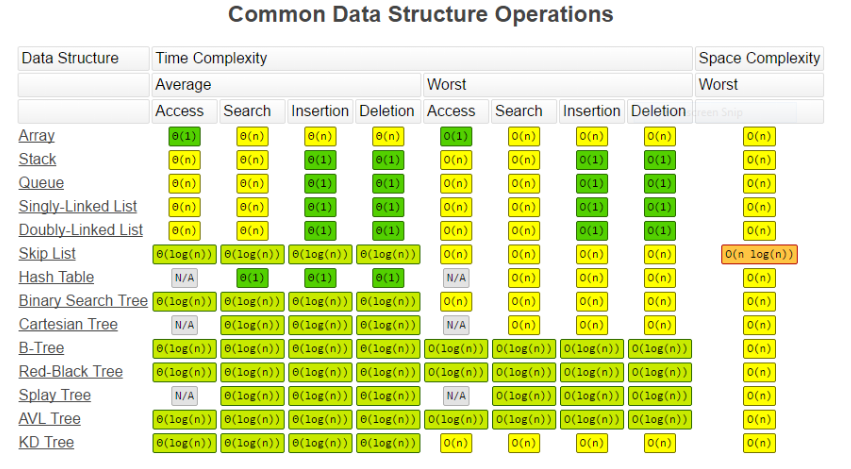 Common Data Structure Operations
Data Structure Time Complexity Space Complexity
Average Worst Worst
Access Search Insertion Deletion Access Search Insertion Deletion screen Snip
Array Θ(1) Θ(n) Θ(n) Θ(n) O(1) O(n) O(n) O(n) O(n)
Stack Θ(n) Θ(n) Θ(1) Θ(1) O(n) O(n) O(1) O(1) O(n)
Queue Θ(n) Θ(n) Θ(1) Θ(1) O(n) O(n) O(1) O(1) O(n)
Singly-Linked List Θ(n) Θ(n) Θ(1) Θ(1) O(n) O(n) O(1) O(1) O(n)
Doubly-Linked List Θ(n) Θ(n) Θ(1) Θ(1) O(n) O(n) O(1) O(1) O(n)
Skip List Θ(log(n)) Θ(log(n)) Θ(log(n)) Θ(log(n)) O(n) O(n) O(n) O(n) O(n log(n))
Hash Table N/A Θ(1) Θ(1) Θ(1) N/A O(n) O(n) O(n) O(n)
Binary Search Tree Θ(log(n)) Θ(log(n)) Θ(log(n)) Θ(log(n)) O(n) O(n) O(n) O(n) O(n)
Cartesian Tree N/A Θ(log(n)) Θ(log(n)) Θ(log(n)) N/A O(n) O(n) O(n) O(n)
B-Tree Θ(log(n)) Θ(log(n)) Θ(log(n)) Θ(log(n)) O(log(n)) O(log(n)) O(log(n)) O(log(n)) O(n)
Red-Black Tree Θ(log(n)) Θ(log(n)) Θ(log(n)) Θ(log(n)) O(log(n)) O(log(n)) O(log(n)) O(log(n)) O(n)
Splay Tree N/A Θ(log(n)) Θ(log(n)) Θ(log(n)) N/A O(log(n)) O(log(n)) O(log(n)) O(n)
AVL Tree Θ(log(n)) Θ(log(n)) Θ(log(n)) Θ(log(n)) O(log(n)) O(log(n)) O(log(n)) O(log(n)) O(n)
KD Tree Θ(log(n)) Θ(log(n)) Θ(log(n)) Θ(log(n)) O(n) O(n) O(n) O(n) O(n)